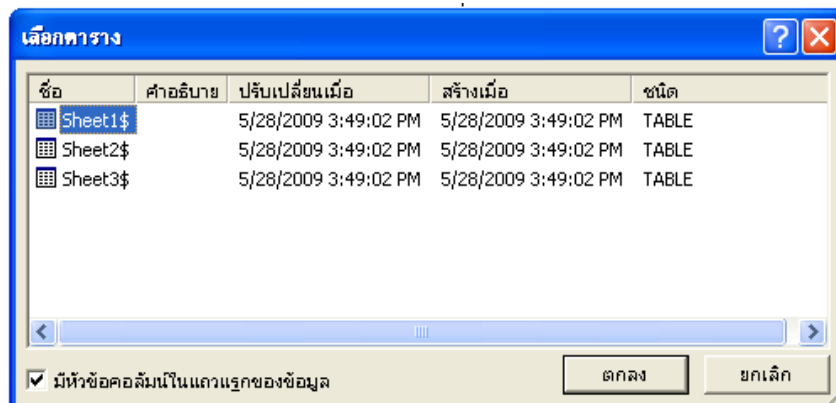 เลือกตาราง
ชื่อ คำอธิบาย ปรับเปลี่ยนเมื่อ สร้างเมื่อ ชนิด
Sheet1$ 5/28/2009 3:49:02 PM 5/28/2009 3:49:02 PM TABLE
Sheet2$ 5/28/2009 3:49:02 PM 5/28/2009 3:49:02 PM TABLE
Sheet3$ 5/28/2009 3:49:02 PM 5/28/2009 3:49:02 PM TABLE
มีหัวข้อคอลัมน์ในแถวแรกของข้อมูล ตกลง ยกเลิก